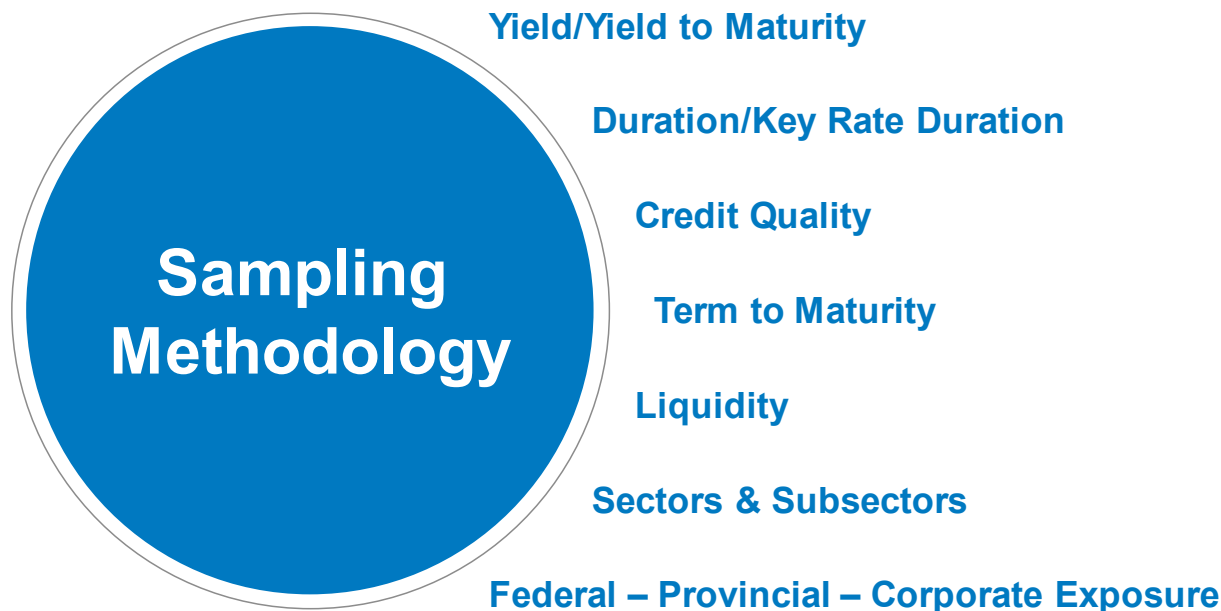 Yield/Yield to Maturity
Duration/Key Rate Duration
Credit Quality
Sampling
Methodology
Term to Maturity
Liquidity
Sectors & Subsectors
Federal – Provincial – Corporate Exposure